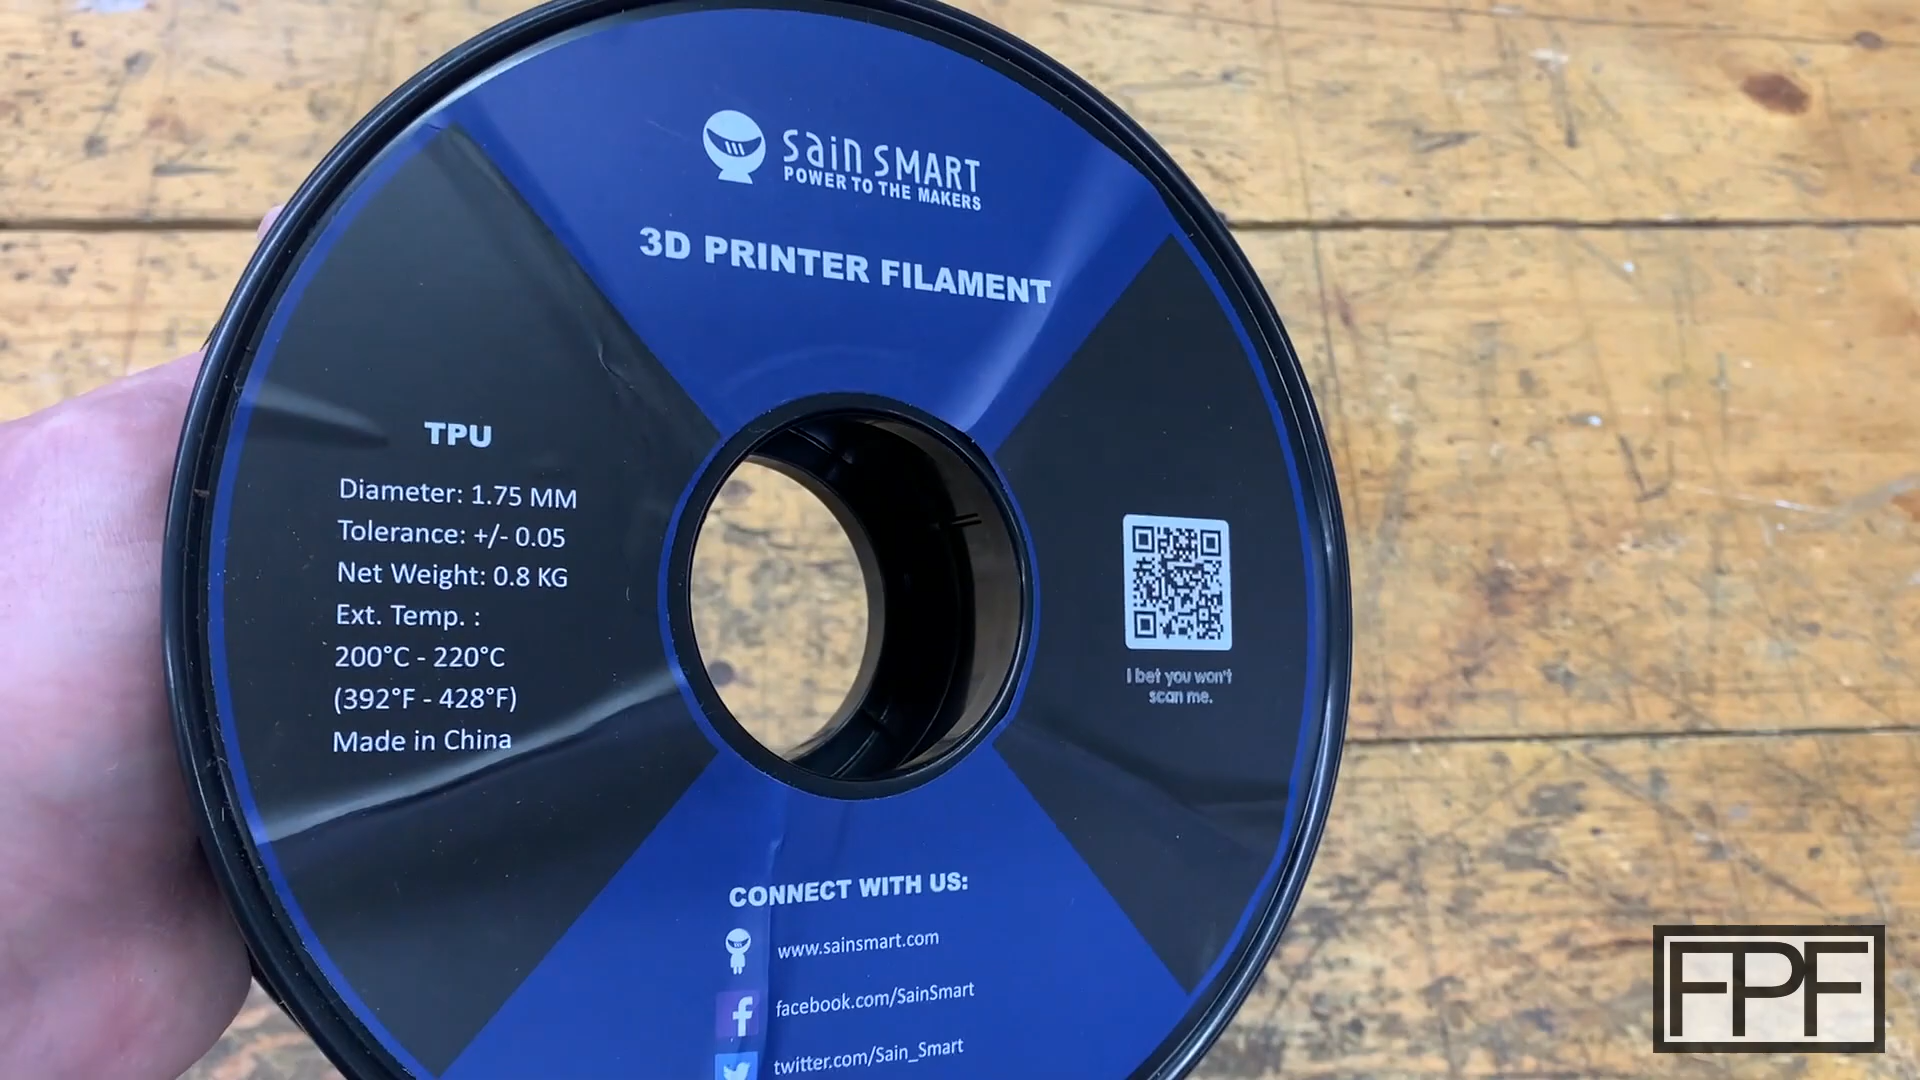 sain SMART
POWER TO THE MAKERS
3D PRINTER FILAMENT
TPU
Diameter: 1.75 MM
Tolerance: +/- 0.05
Net Weight: 0.8 KG
Ext. Temp. :
200°C - 220°C
(392°F - 428°F)
Made in China
I bet you won't
scan me.
CONNECT WITH US:
www.sainsmart.com
facebook.com/SainSmart
twitter.com/Sain_Smart
FPF